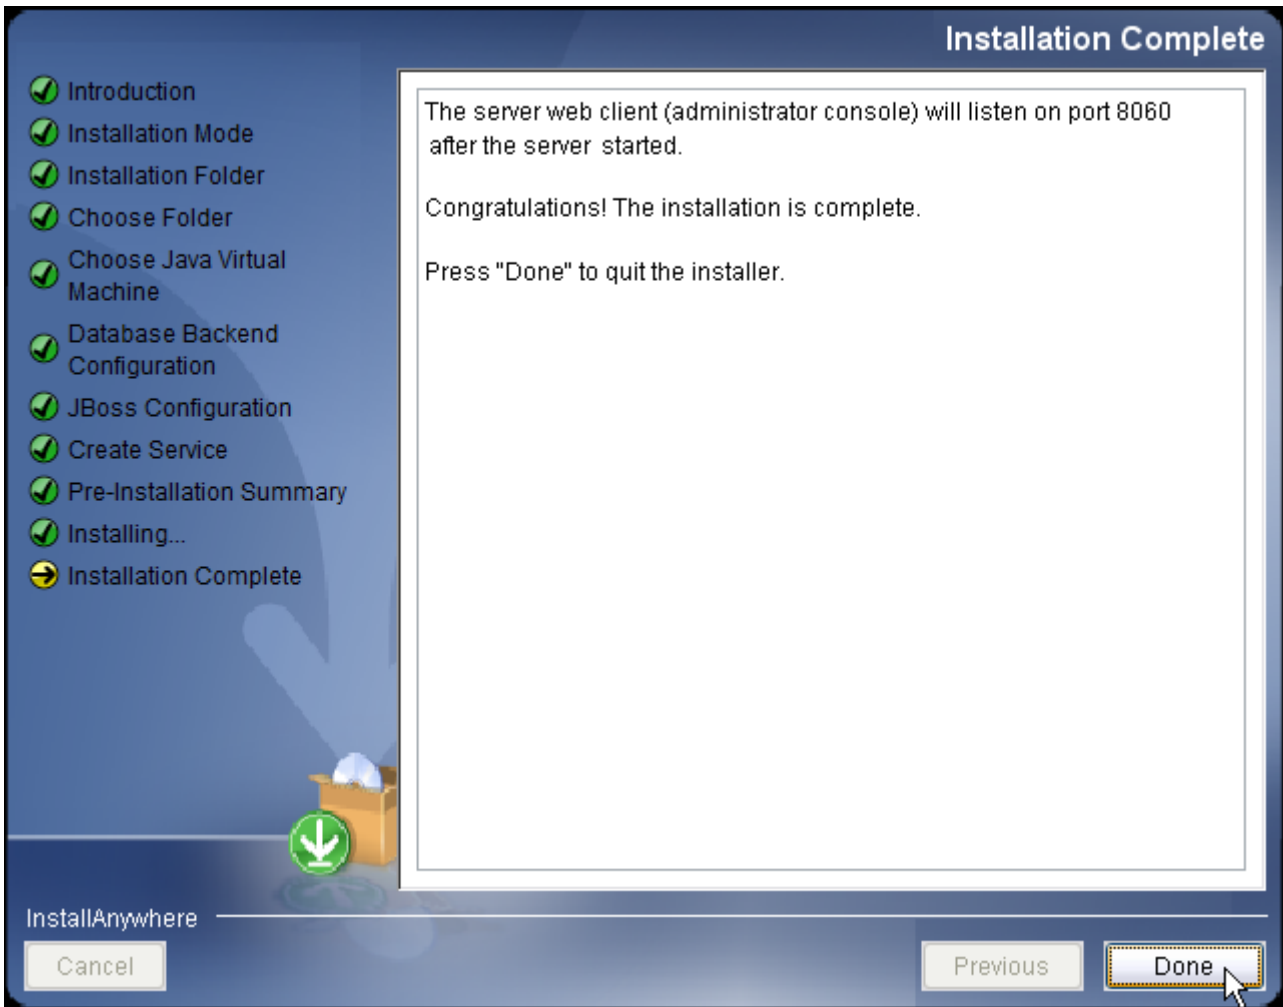 Installation Complete
Introduction
Installation Mode
Installation Folder
Choose Folder
Choose Java Virtual
Machine
Database Backend
Configuration
JBoss Configuration
Create Service
Pre-Installation Summary
Installing...
Installation Complete
The server web client (administrator console) will listen on port 8060
after the server started.
Congratulations! The installation is complete.
Press "Done" to quit the installer.
InstallAnywhere
Cancel
Previous
Done